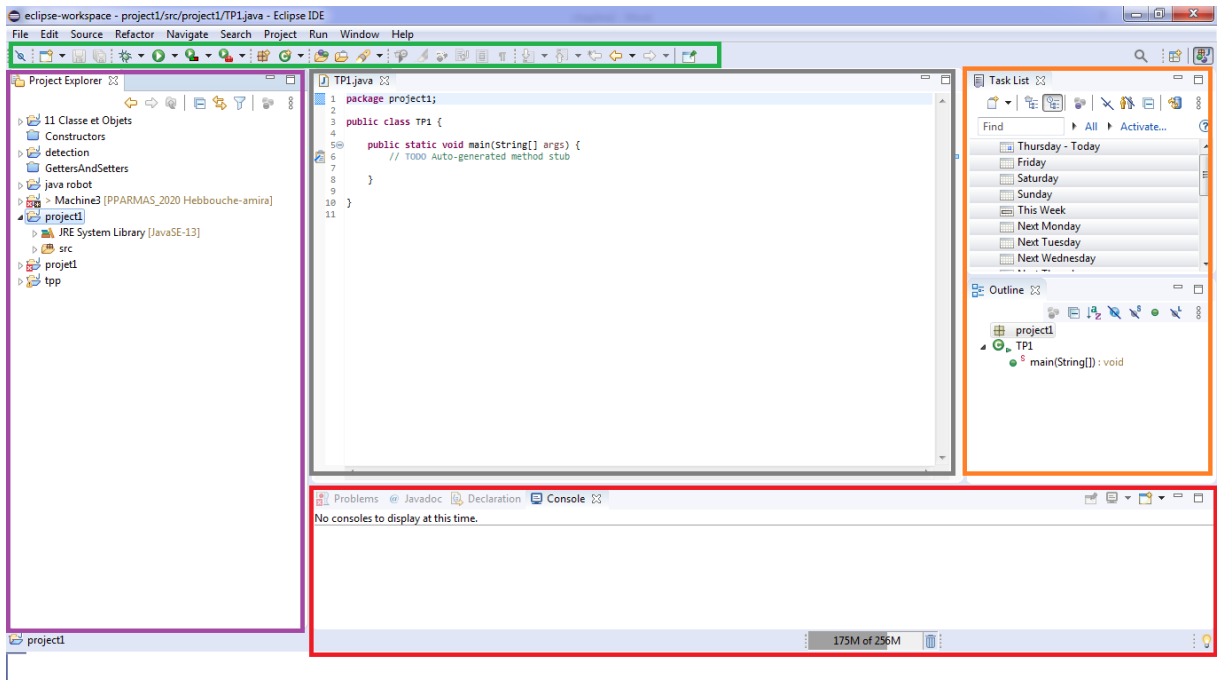 eclipse-workspace - project1/src/project1/TP1.java - Eclipse IDE
File Edit Source Refactor Navigate Search Project Run Window Help
Project Explorer
11 Classe et Objets
Constructors
detection
GettersAndSetters
java robot
> Machine3 [PPARMAS_2020 Hebbouche-amira]
project1
JRE System Library [JavaSE-13]
src
projet1
tpp
TP1.java
1 package project1;
2
3 public class TP1 {
4
5 public static void main(String[] args) {
6 // TODO Auto-generated method stub
7
8 }
9
10 }
11
Task List
Find All Activate...
Thursday - Today
Friday
Saturday
Sunday
This Week
Next Monday
Next Tuesday
Next Wednesday
Outline
project1
TP1
main(String[]) : void
Problems @ Javadoc Declaration Console
No consoles to display at this time.
project1
175M of 256M